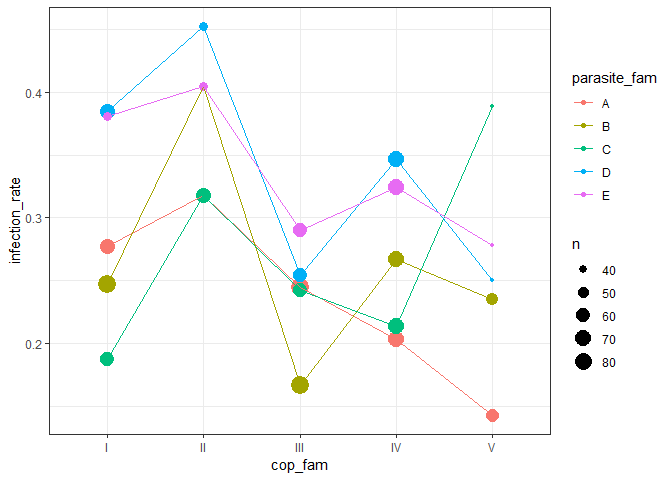 infection_rate
0.4
0.3
0.2
I II III IV V
cop_fam
parasite_fam
A
B
C
D
E
n
40
50
60
70
80